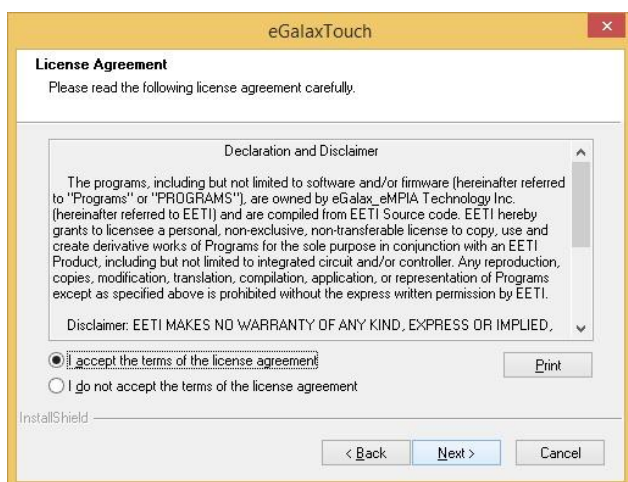 eGalaxTouch
License Agreement
Please read the following license agreement carefully.
Declaration and Disclaimer
The programs, including but not limited to software and/or firmware (hereinafter referred
to "Programs" or "PROGRAMS"), are owned by eGalax_eMPIA Technology Inc.
(hereinafter referred to EETI) and are compiled from EETI Source code. EETI hereby
grants to licensee a personal, non-exclusive, non-transferable license to copy, use and
create derivative works of Programs for the sole purpose in conjunction with an EETI
Product, including but not limited to integrated circuit and/or controller. Any reproduction,
copies, modification, translation, compilation, application, or representation of Programs
except as specified above is prohibited without the express written permission by EETI.
Disclaimer: EETI MAKES NO WARRANTY OF ANY KIND, EXPRESS OR IMPLIED,
I accept the terms of the license agreement
Print
I do not accept the terms of the license agreement
InstallShield
< Back
Next >
Cancel